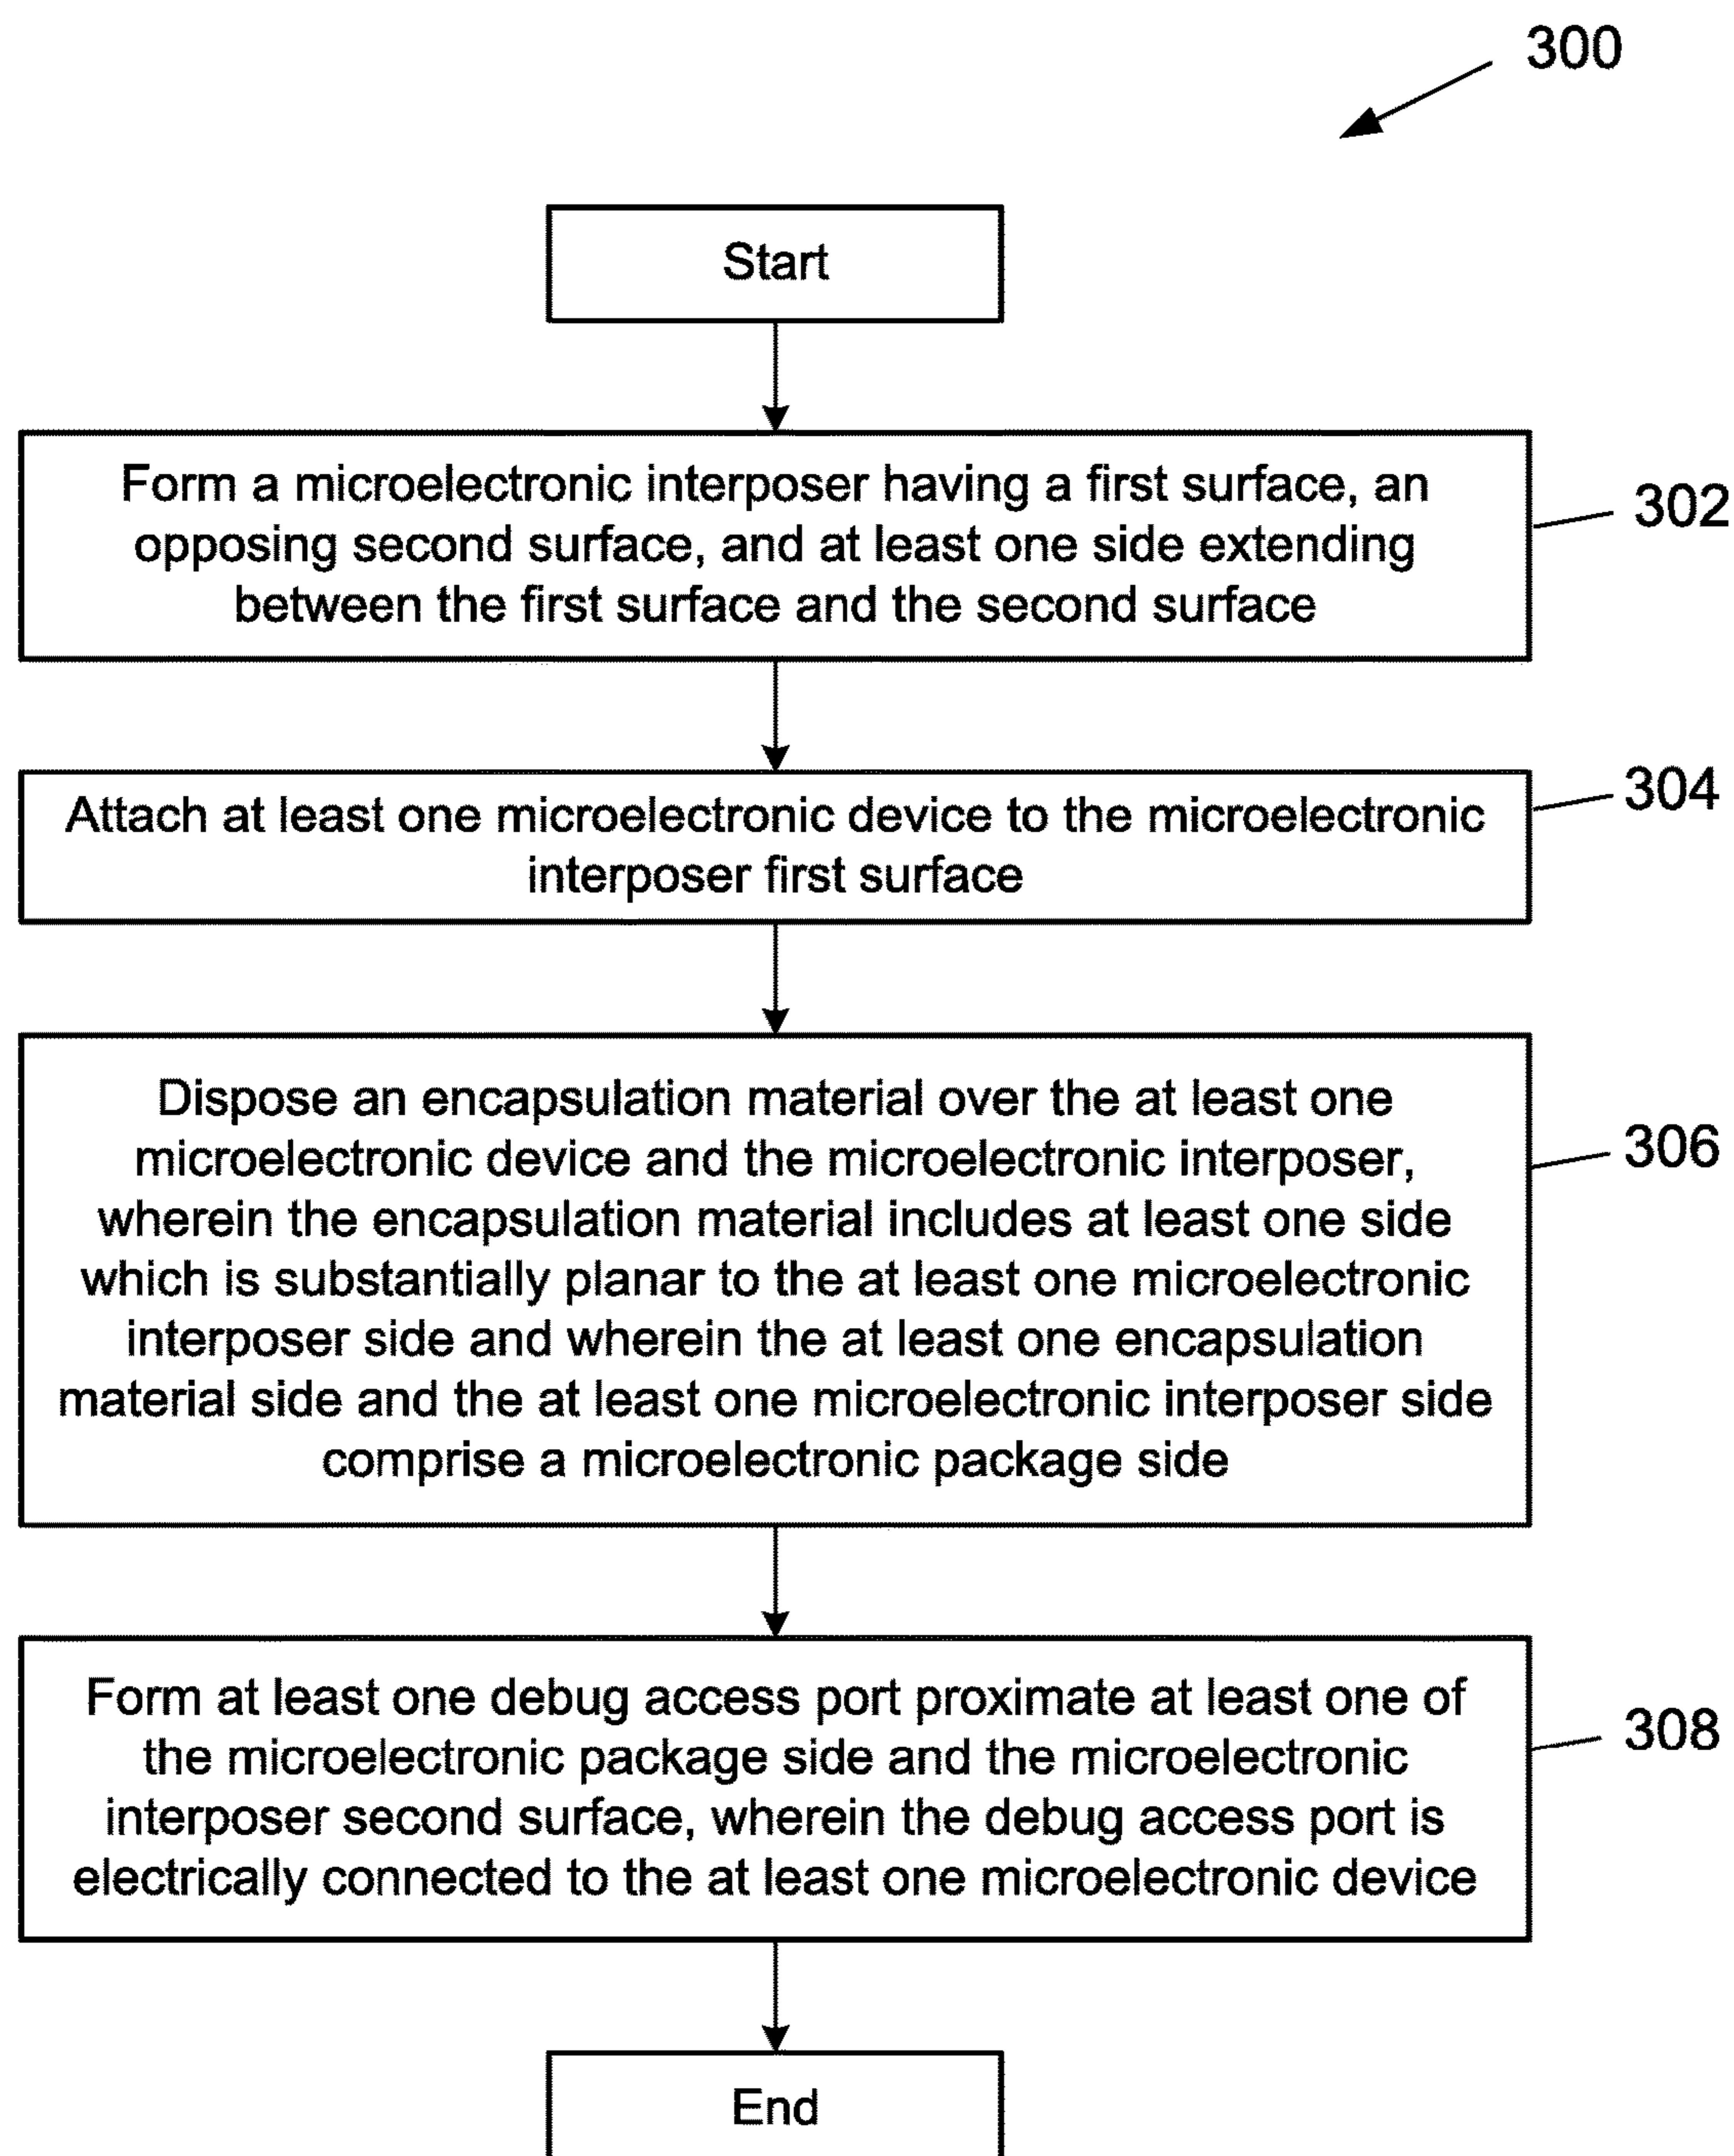 300
Start
Form a microelectronic interposer having a first surface, an
opposing second surface, and at least one side extending
between the first surface and the second surface
302
Attach at least one microelectronic device to the microelectronic
interposer first surface
304
Dispose an encapsulation material over the at least one
microelectronic device and the microelectronic interposer,
wherein the encapsulation material includes at least one side
which is substantially planar to the at least one microelectronic
interposer side and wherein the at least one encapsulation
material side and the at least one microelectronic interposer side
comprise a microelectronic package side
306
Form at least one debug access port proximate at least one of
the microelectronic package side and the microelectronic
interposer second surface, wherein the debug access port is
electrically connected to the at least one microelectronic device
308
End